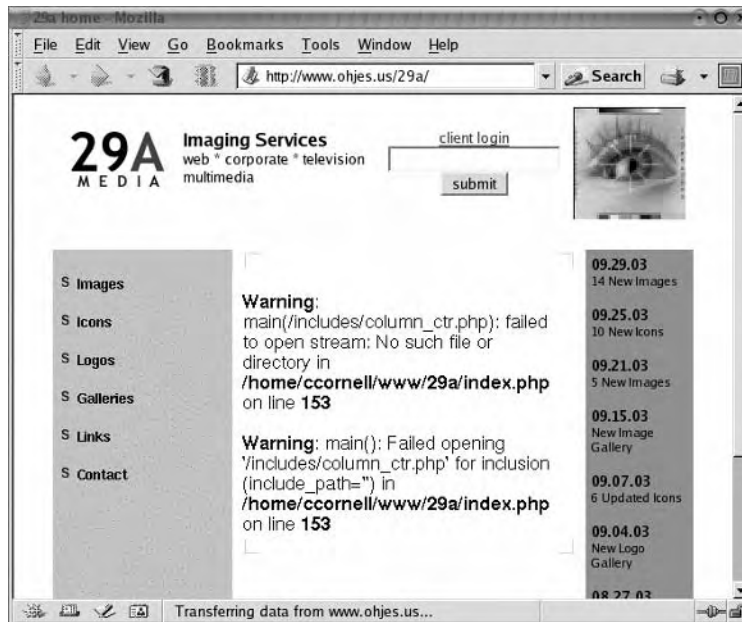 29a home - Mozilla
File Edit View Go Bookmarks Tools Window Help
http://www.ohjes.us/29a/
Search
29A
MEDIA
Imaging Services
web * corporate * television
multimedia
client login
submit
S Images
S Icons
S Logos
S Galleries
S Links
S Contact
Warning:
main(/includes/column_ctr.php): failed
to open stream: No such file or
directory in
/home/ccornell/www/29a/index.php
on line 153
Warning: main(): Failed opening
'/includes/column_ctr.php' for inclusion
(include_path='') in
/home/ccornell/www/29a/index.php
on line 153
09.29.03
14 New Images
09.25.03
10 New Icons
09.21.03
5 New Images
09.15.03
New Image
Gallery
09.07.03
6 Updated Icons
09.04.03
New Logo
Gallery
08.27.03
Transferring data from www.ohjes.us...